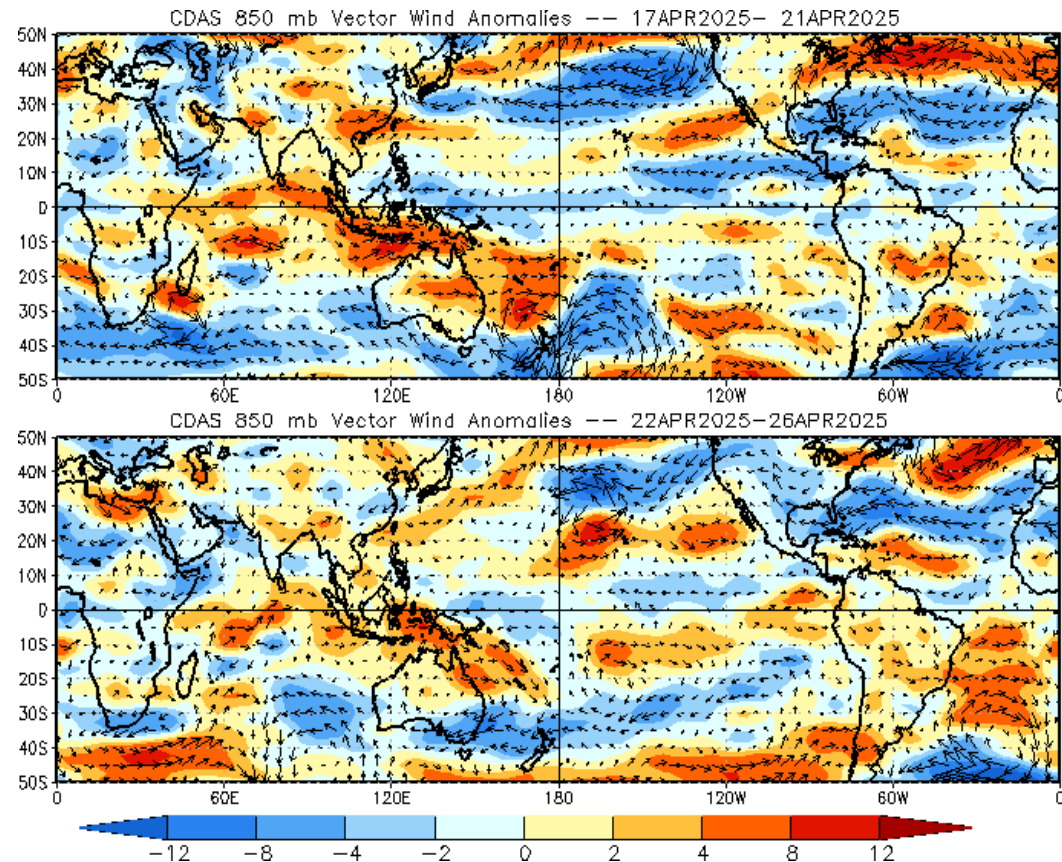 CDAS 850 mb Vector Wind Anomalies -- 17APR2025- 21APR2025
50N
40N
30N
20N
10N
0
10S
20S
30S
40S
50S
0 60E 120E 180 120W 60W 0
CDAS 850 mb Vector Wind Anomalies -- 22APR2025-26APR2025
50N
40N
30N
20N
10N
0
10S
20S
30S
40S
50S
0 60E 120E 180 120W 60W 0
-12 -8 -4 -2 0 2 4 8 12